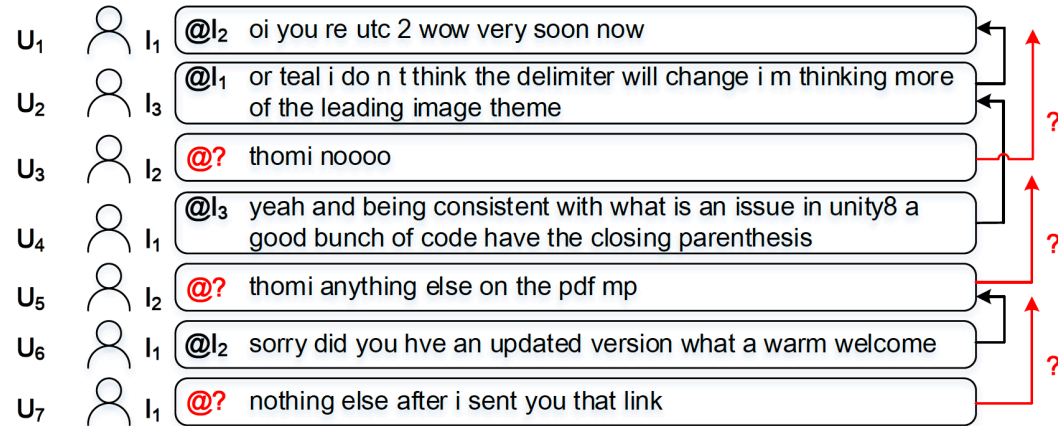 U1 I1 @I2 oi you re utc 2 wow very soon now
U2 I3 @I1 or teal i do n t think the delimiter will change i m thinking more
of the leading image theme
?
U3 I2 @? thomi noooo
U4 I1 @I3 yeah and being consistent with what is an issue in unity8 a
good bunch of code have the closing parenthesis
?
U5 I2 @? thomi anything else on the pdf mp
U6 I1 @I2 sorry did you hve an updated version what a warm welcome
?
U7 I1 @? nothing else after i sent you that link